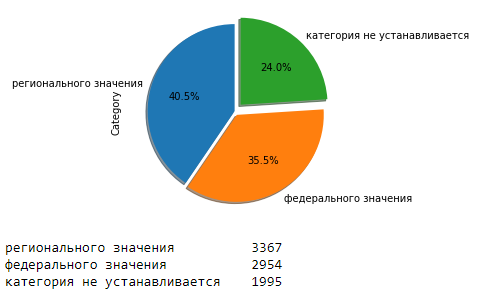 категория не устанавливается
24.0%
регионального значения
40.5%
Category
35.5%
федерального значения
регионального значения 3367
федерального значения 2954
категория не устанавливается 1995